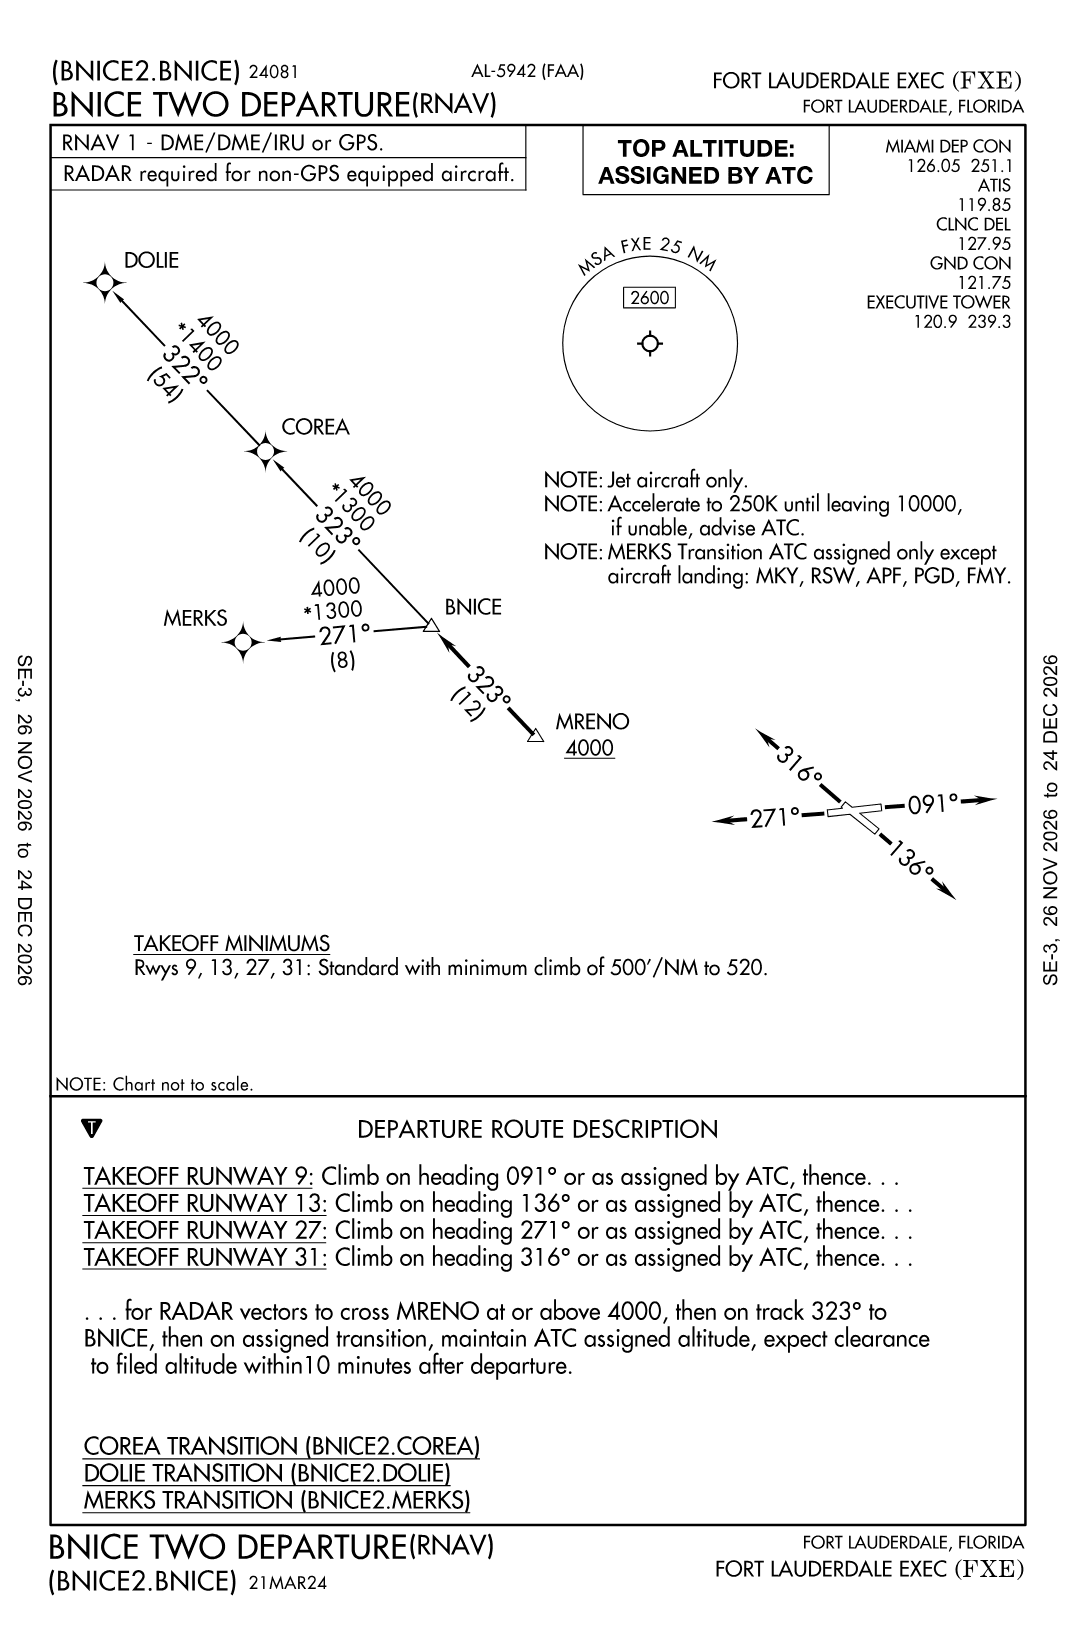 (BNICE2.BNICE) 24081
AL-5942 (FAA)
FORT LAUDERDALE EXEC (FXE)
BNICE TWO DEPARTURE(RNAV)
FORT LAUDERDALE, FLORIDA
RNAV 1 - DME/DME/IRU or GPS.
RADAR required for non-GPS equipped aircraft.
TOP ALTITUDE:
ASSIGNED BY ATC
MIAMI DEP CON
126.05 251.1
ATIS
119.85
CLNC DEL
127.95
GND CON
121.75
EXECUTIVE TOWER
120.9 239.3
MSA FXE 25 NM
2600
DOLIE
4000
*1400
322°
(54)
COREA
4000
*1300
323°
(10)
NOTE: Jet aircraft only.
NOTE: Accelerate to 250K until leaving 10000,
if unable, advise ATC.
NOTE: MERKS Transition ATC assigned only except
aircraft landing: MKY, RSW, APF, PGD, FMY.
4000
*1300
271°
(8)
MERKS
BNICE
323°
(12)
MRENO
4000
316°
091°
271°
136°
TAKEOFF MINIMUMS
Rwys 9, 13, 27, 31: Standard with minimum climb of 500'/NM to 520.
NOTE: Chart not to scale.
SE-3, 26 NOV 2026 to 24 DEC 2026
SE-3, 26 NOV 2026 to 24 DEC 2026
T
DEPARTURE ROUTE DESCRIPTION
TAKEOFF RUNWAY 9: Climb on heading 091° or as assigned by ATC, thence. . .
TAKEOFF RUNWAY 13: Climb on heading 136° or as assigned by ATC, thence. . .
TAKEOFF RUNWAY 27: Climb on heading 271° or as assigned by ATC, thence. . .
TAKEOFF RUNWAY 31: Climb on heading 316° or as assigned by ATC, thence. . .
. . . for RADAR vectors to cross MRENO at or above 4000, then on track 323° to
BNICE, then on assigned transition, maintain ATC assigned altitude, expect clearance
to filed altitude within10 minutes after departure.
COREA TRANSITION (BNICE2.COREA)
DOLIE TRANSITION (BNICE2.DOLIE)
MERKS TRANSITION (BNICE2.MERKS)
BNICE TWO DEPARTURE(RNAV)
FORT LAUDERDALE, FLORIDA
(BNICE2.BNICE) 21MAR24
FORT LAUDERDALE EXEC (FXE)